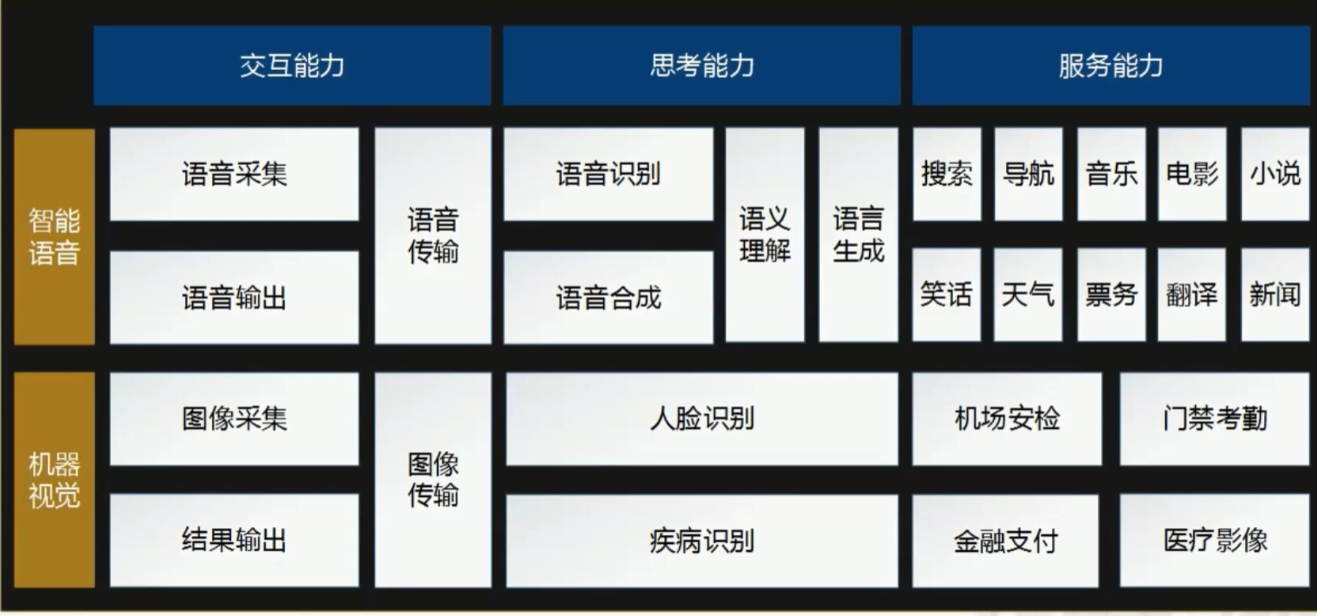 交互能力
思考能力
服务能力
智能
语音
语音采集
语音输出
语音
传输
语音识别
语音合成
语义
理解
语言
生成
搜索
导航
音乐
电影
小说
笑话
天气
票务
翻译
新闻
机器
视觉
图像采集
结果输出
图像
传输
人脸识别
疾病识别
机场安检
门禁考勤
金融支付
医疗影像